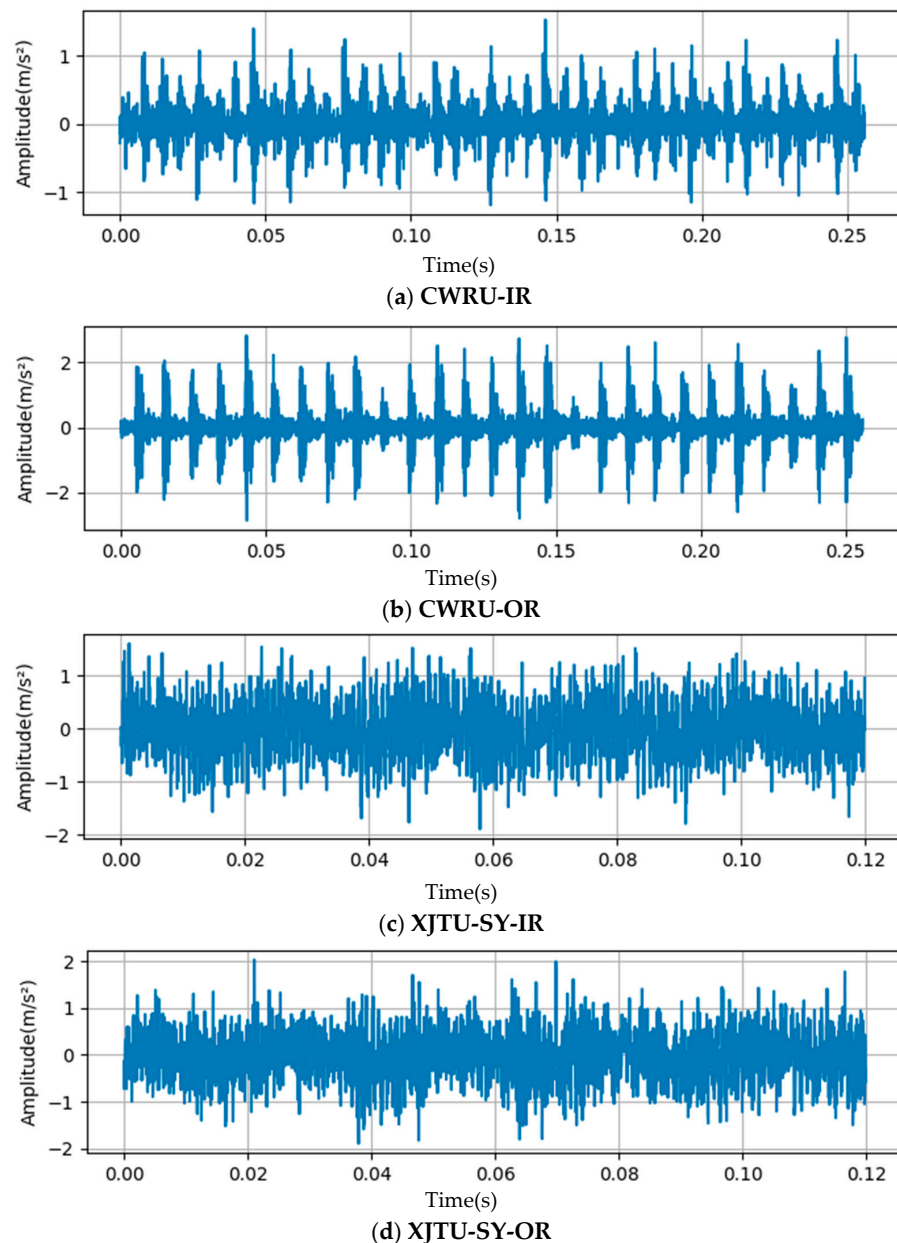 Amplitude(m/s²)
1
0
−1
0.00 0.05 0.10 0.15 0.20 0.25
Time(s)
(a) CWRU-IR
Amplitude(m/s²)
2
0
−2
0.00 0.05 0.10 0.15 0.20 0.25
Time(s)
(b) CWRU-OR
Amplitude(m/s²)
1
0
−1
−2
0.00 0.02 0.04 0.06 0.08 0.10 0.12
Time(s)
(c) XJTU-SY-IR
Amplitude(m/s²)
2
1
0
−1
−2
0.00 0.02 0.04 0.06 0.08 0.10 0.12
Time(s)
(d) XJTU-SY-OR